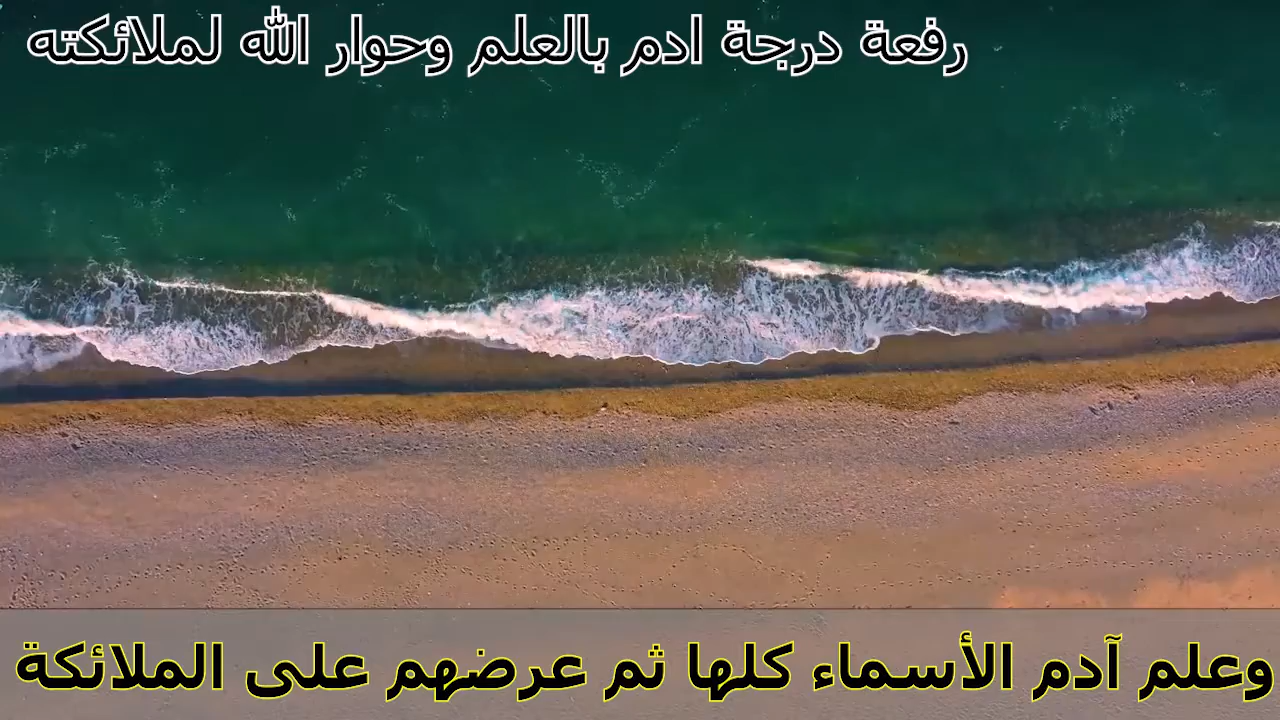 رفعة درجة ادم بالعلم وحوار الله لملائكته
وعلم آدم الأسماء كلها ثم عرضهم على الملائكة